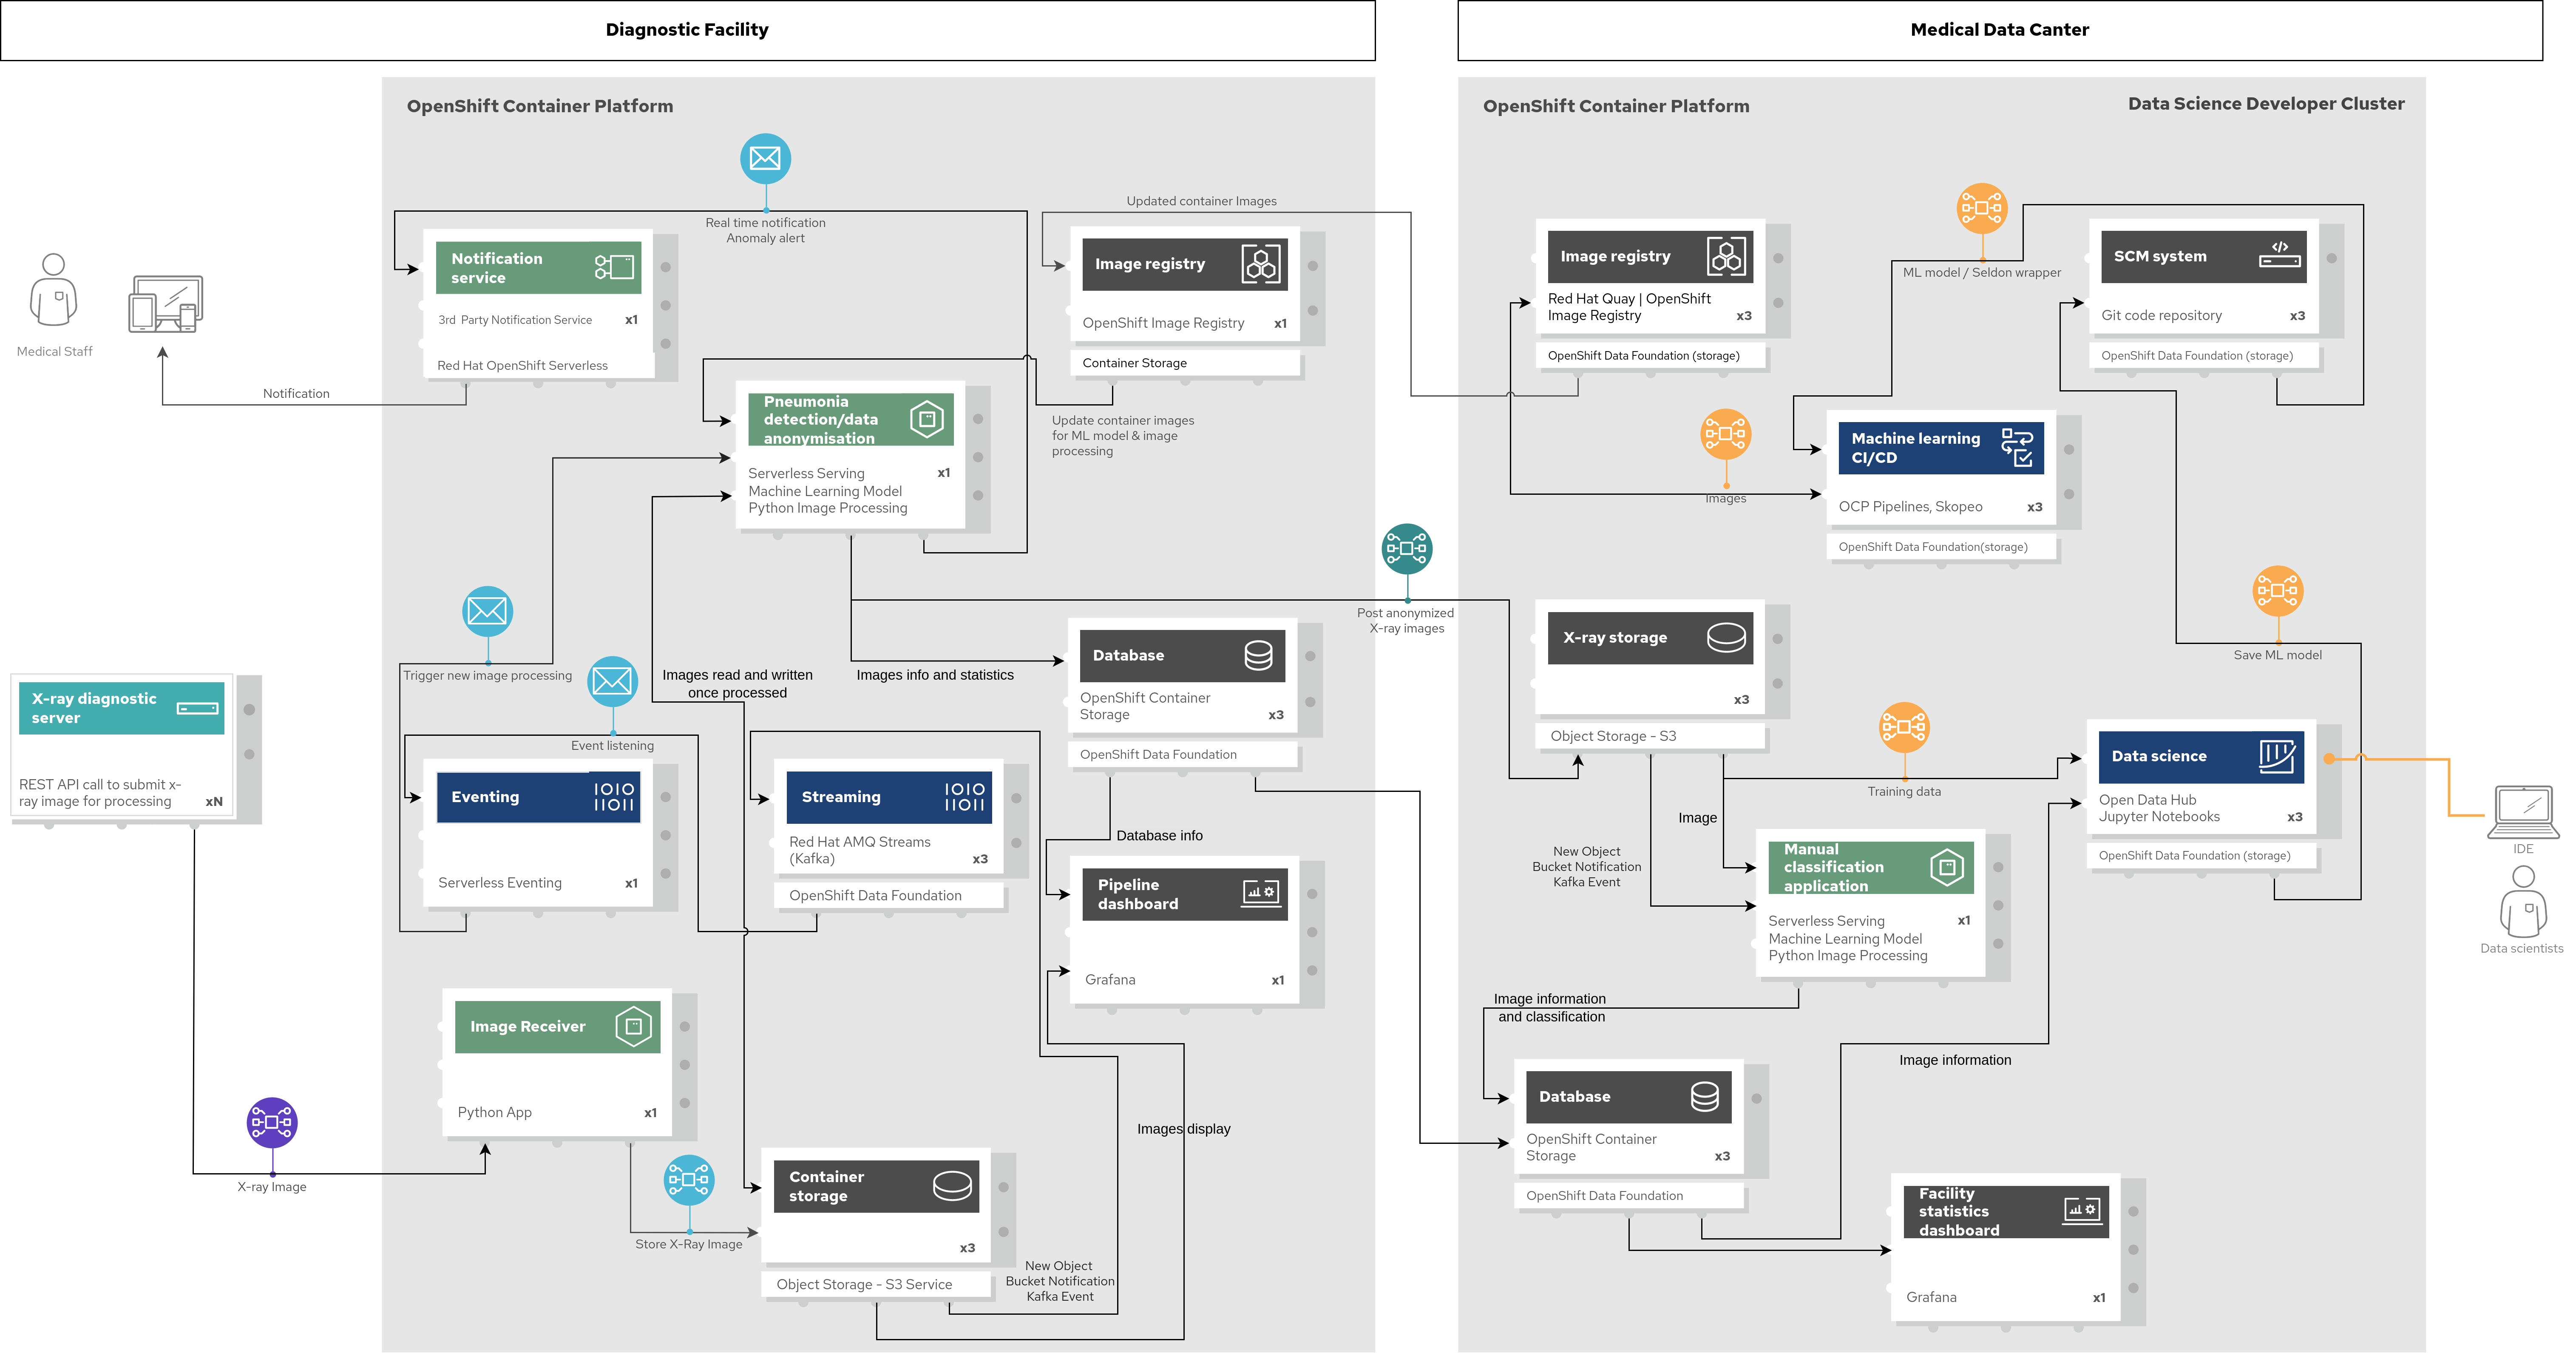 Diagnostic Facility
Medical Data Canter
OpenShift Container Platform
OpenShift Container Platform
Data Science Developer Cluster
Real time notification
Anomaly alert
Updated container Images
Notification
service
3rd Party Notification Service
x1
Red Hat OpenShift Serverless
Medical Staff
Notification
Image registry
OpenShift Image Registry
x1
Container Storage
Update container images
for ML model & image
processing
Pneumonia
detection/data
anonymisation
Serverless Serving
x1
Machine Learning Model
Python Image Processing
Trigger new image processing
Images read and written
once processed
Images info and statistics
Post anonymized
X-ray images
Database
OpenShift Container
Storage
x3
OpenShift Data Foundation
X-ray diagnostic
server
REST API call to submit x-
ray image for processing
xN
Event listening
Eventing
Serverless Eventing
x1
Streaming
Red Hat AMQ Streams
(Kafka)
x3
OpenShift Data Foundation
Database info
Pipeline
dashboard
Grafana
x1
Image Receiver
Python App
x1
X-ray Image
Store X-Ray Image
Images display
Container
storage
x3
Object Storage - S3 Service
New Object
Bucket Notification
Kafka Event
Image registry
Red Hat Quay | OpenShift
Image Registry
x3
OpenShift Data Foundation (storage)
ML model / Seldon wrapper
SCM system
Git code repository
x3
OpenShift Data Foundation (storage)
Images
Machine learning
CI/CD
OCP Pipelines, Skopeo
x3
OpenShift Data Foundation(storage)
X-ray storage
x3
Object Storage - S3
Save ML model
Training data
Image
New Object
Bucket Notification
Kafka Event
Data science
Open Data Hub
Jupyter Notebooks
x3
OpenShift Data Foundation (storage)
IDE
Data scientists
Manual
classification
application
Serverless Serving
x1
Machine Learning Model
Python Image Processing
Image information
and classification
Image information
Database
OpenShift Container
Storage
x3
OpenShift Data Foundation
Facility
statistics
dashboard
Grafana
x1